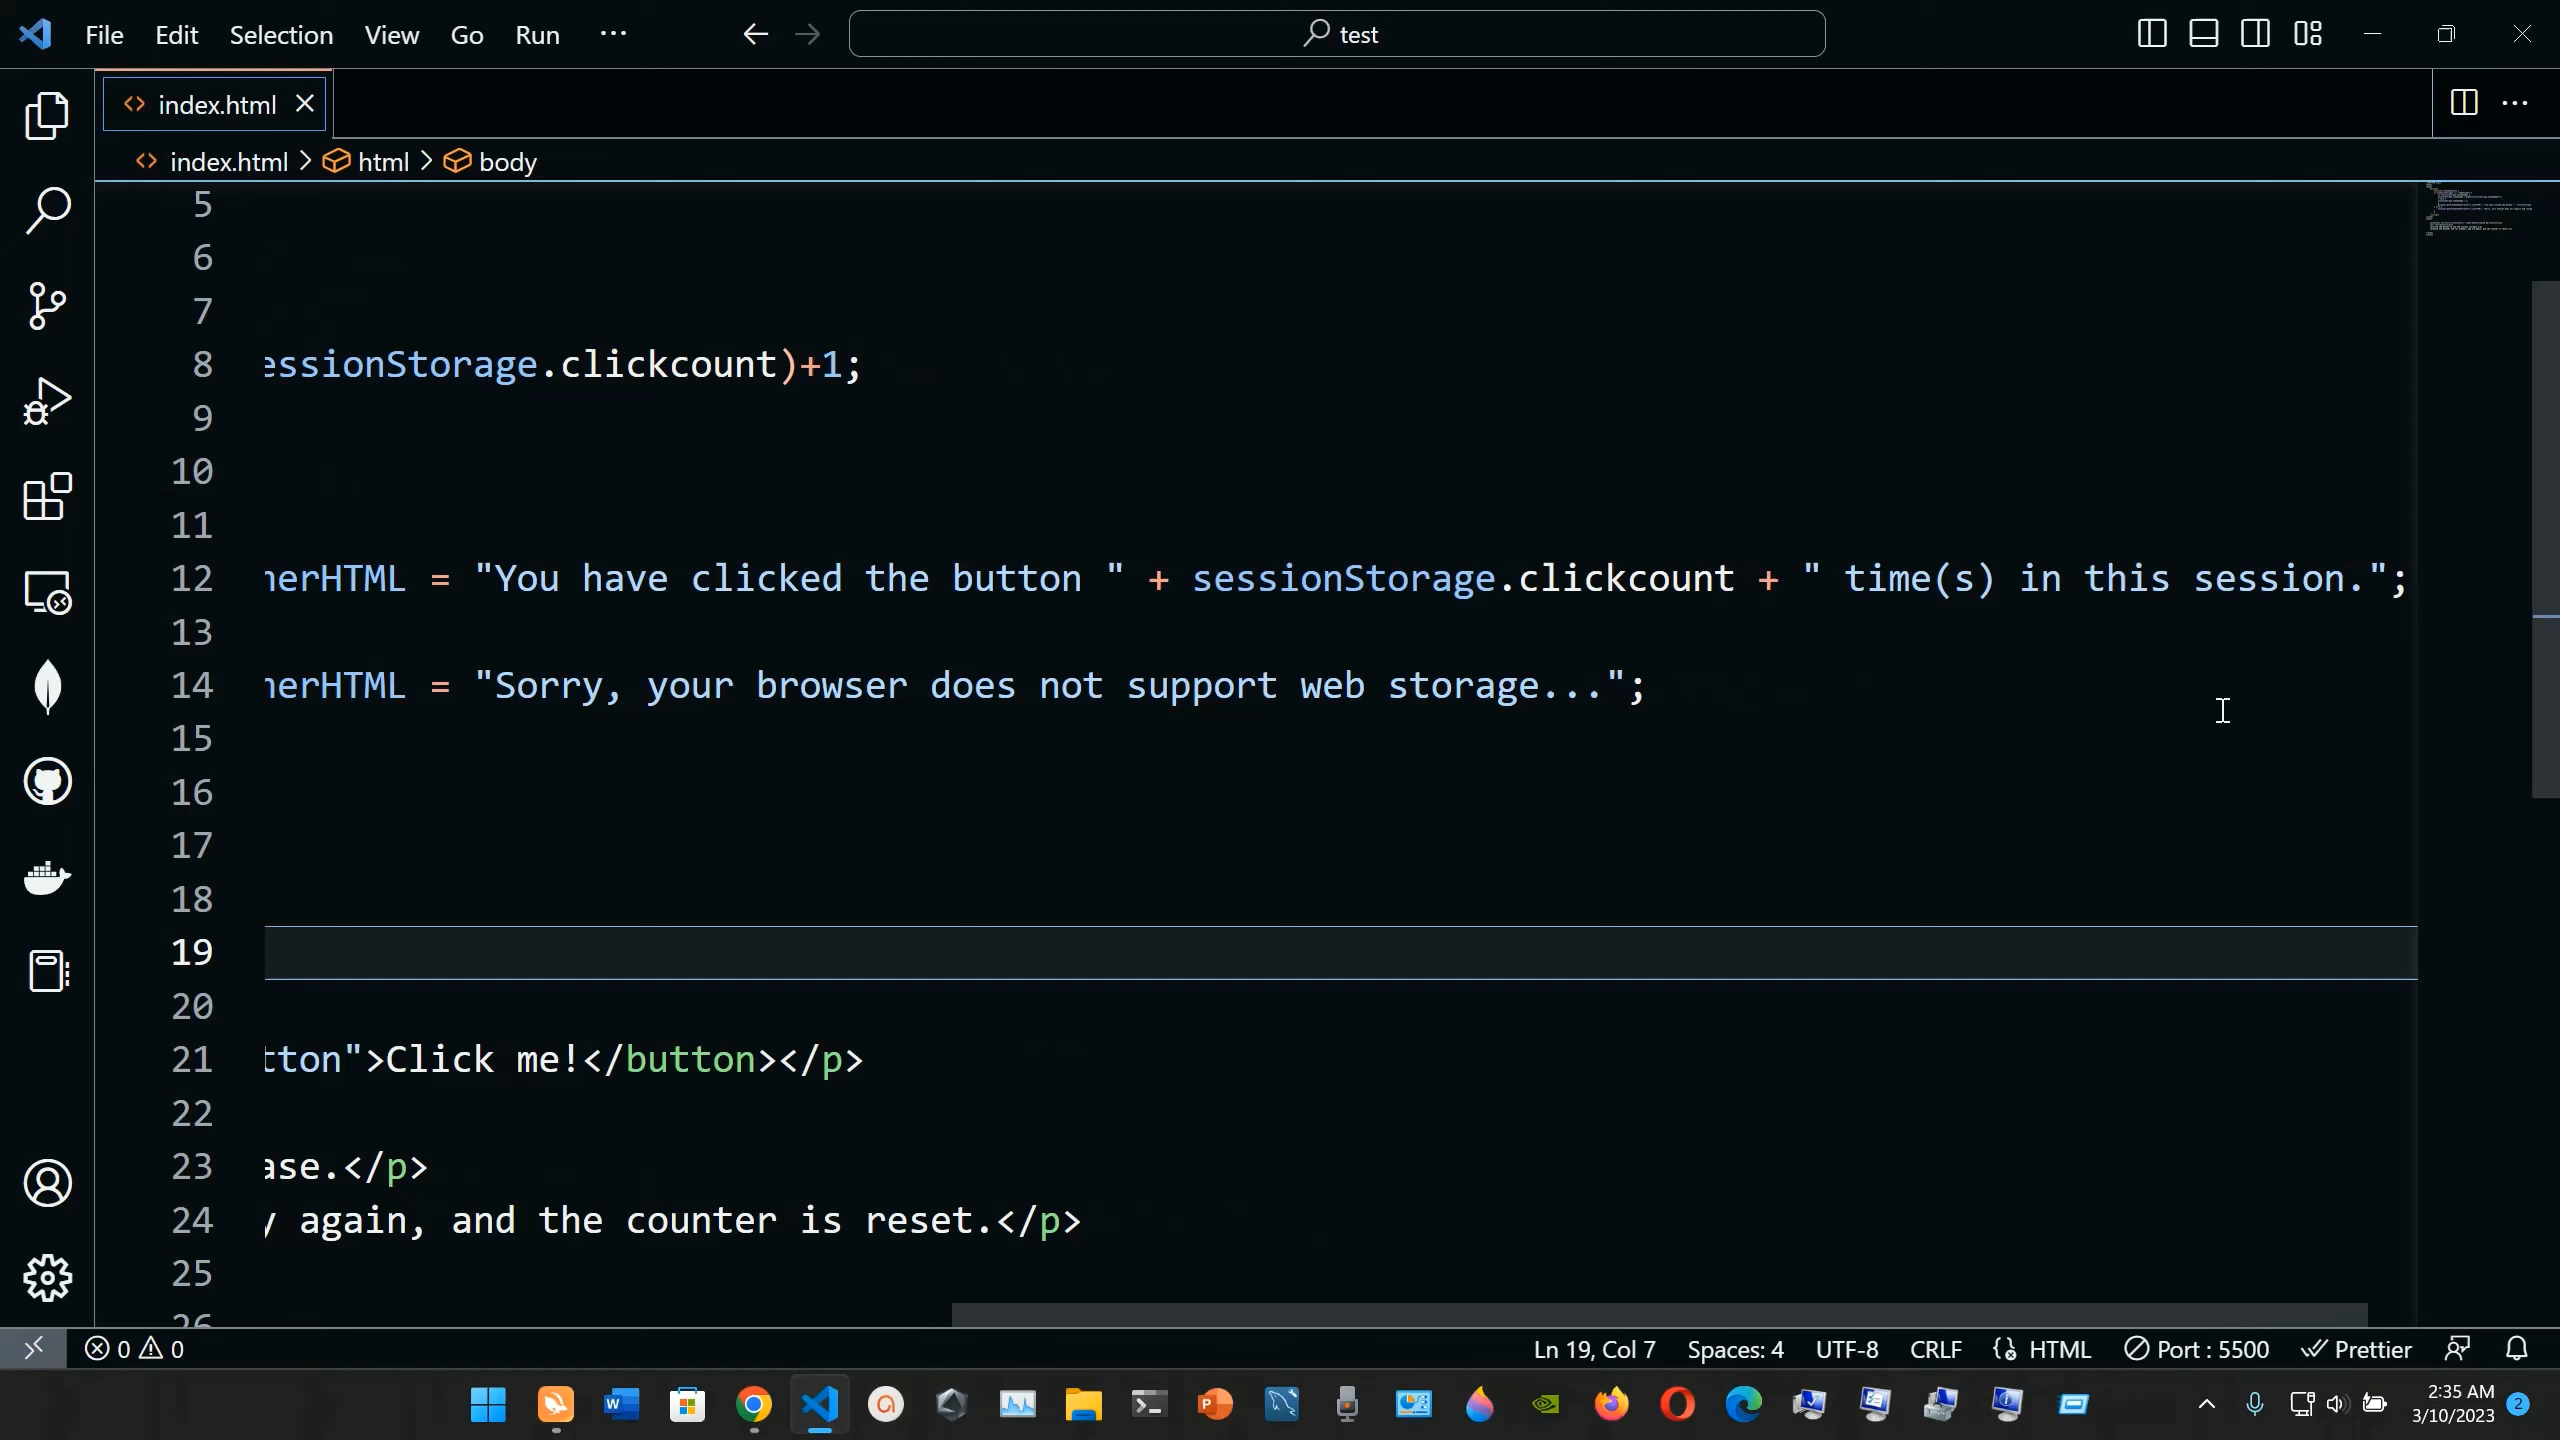 File Edit Selection View Go Run ··· test
index.html
index.html > html > body
5
6
7
8 essionStorage.clickcount)+1;
9
10
11
12 nerHTML = "You have clicked the button " + sessionStorage.clickcount + " time(s) in this session.";
13
14 nerHTML = "Sorry, your browser does not support web storage...";
15
16
17
18
19
20
21 tton">Click me!</button></p>
22
23 ase.</p>
24 y again, and the counter is reset.</p>
25
26
0 0 Ln 19, Col 7 Spaces: 4 UTF-8 CRLF HTML Port : 5500 Prettier
2:35 AM
3/10/2023 2